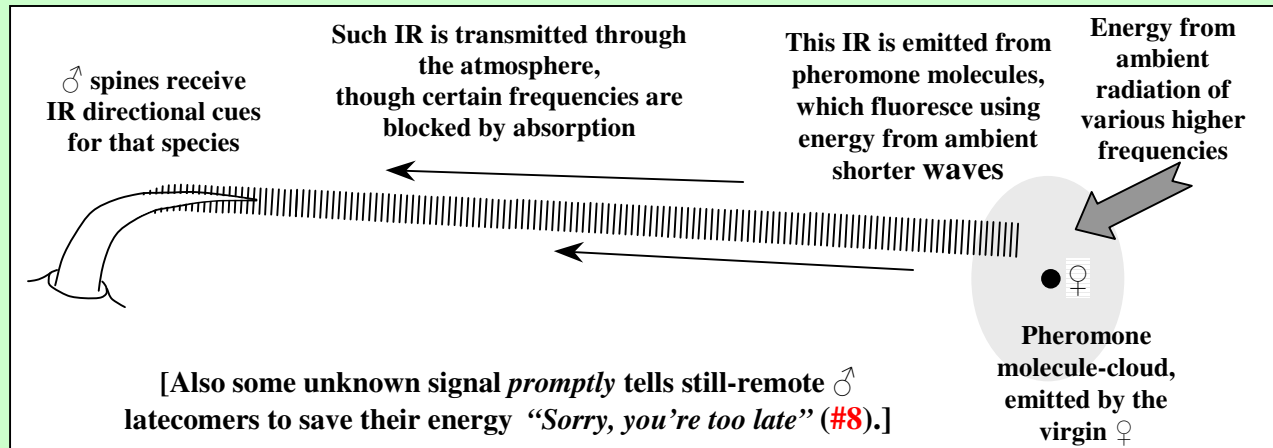 ♂ spines receive
IR directional cues
for that species
Such IR is transmitted through
the atmosphere,
though certain frequencies are
blocked by absorption
This IR is emitted from
pheromone molecules,
which fluoresce using
energy from ambient
shorter waves
Energy from
ambient
radiation of
various higher
frequencies
♀
Pheromone
molecule-cloud,
emitted by the
virgin ♀
[Also some unknown signal promptly tells still-remote ♂
latecomers to save their energy "Sorry, you're too late" (#8).]